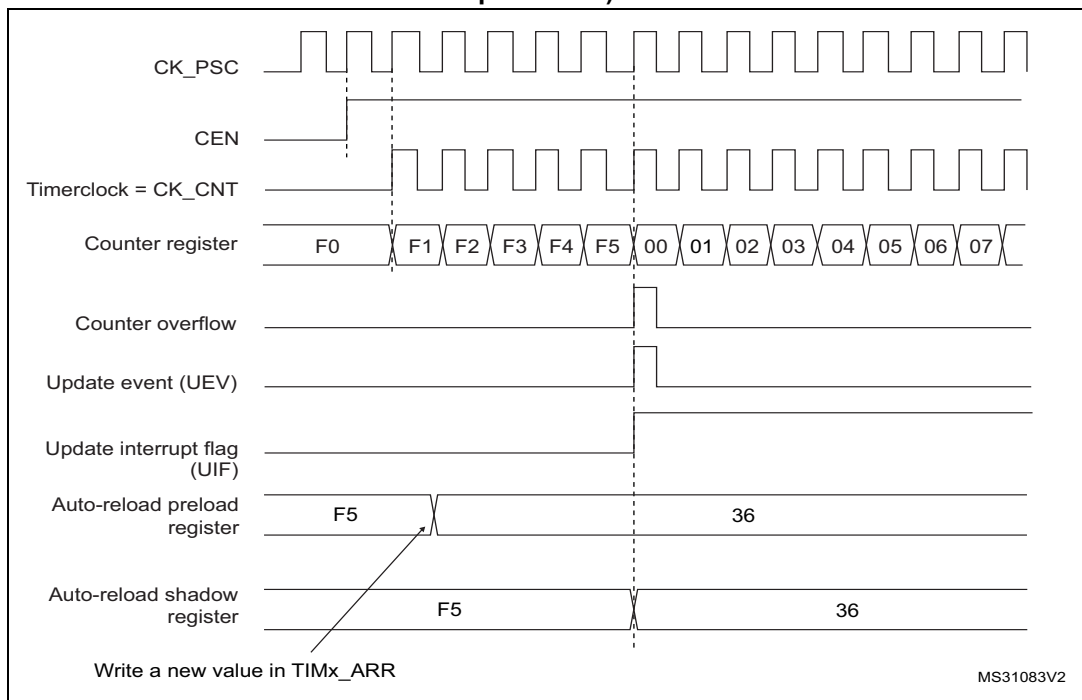 CK_PSC
CEN
Timerclock = CK_CNT
Counter register F0 F1 F2 F3 F4 F5 00 01 02 03 04 05 06 07
Counter overflow
Update event (UEV)
Update interrupt flag
(UIF)
Auto-reload preload
register
F5 36
Auto-reload shadow
register
F5 36
Write a new value in TIMx_ARR
MS31083V2